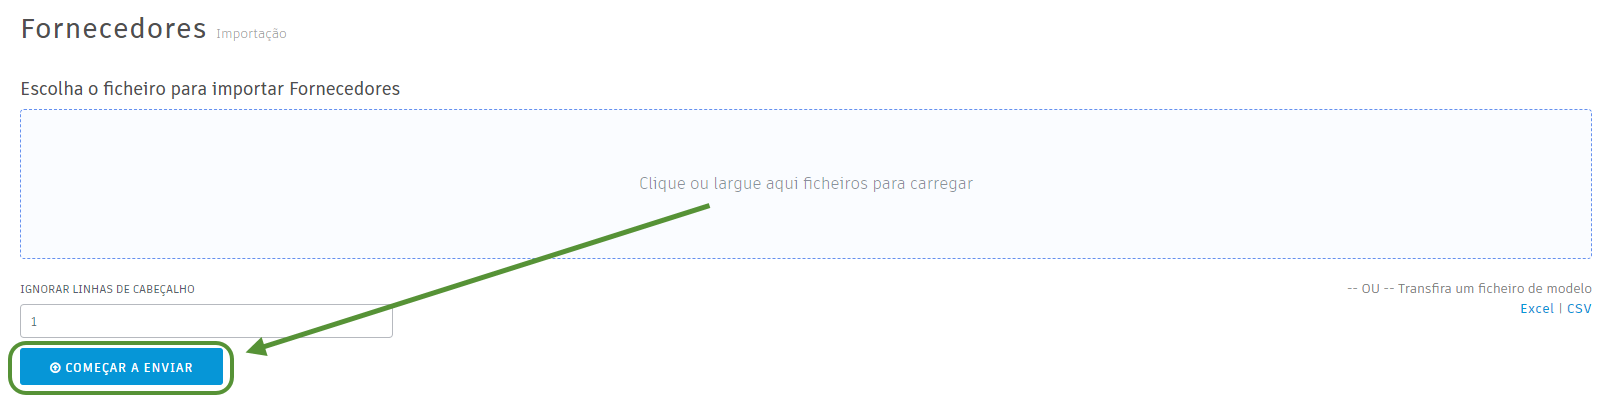 Fornecedores Importação
Escolha o ficheiro para importar Fornecedores
Clique ou largue aqui ficheiros para carregar
IGNORAR LINHAS DE CABEÇALHO
-- OU -- Transfira um ficheiro de modelo
Excel | CSV
1
COMEÇAR A ENVIAR